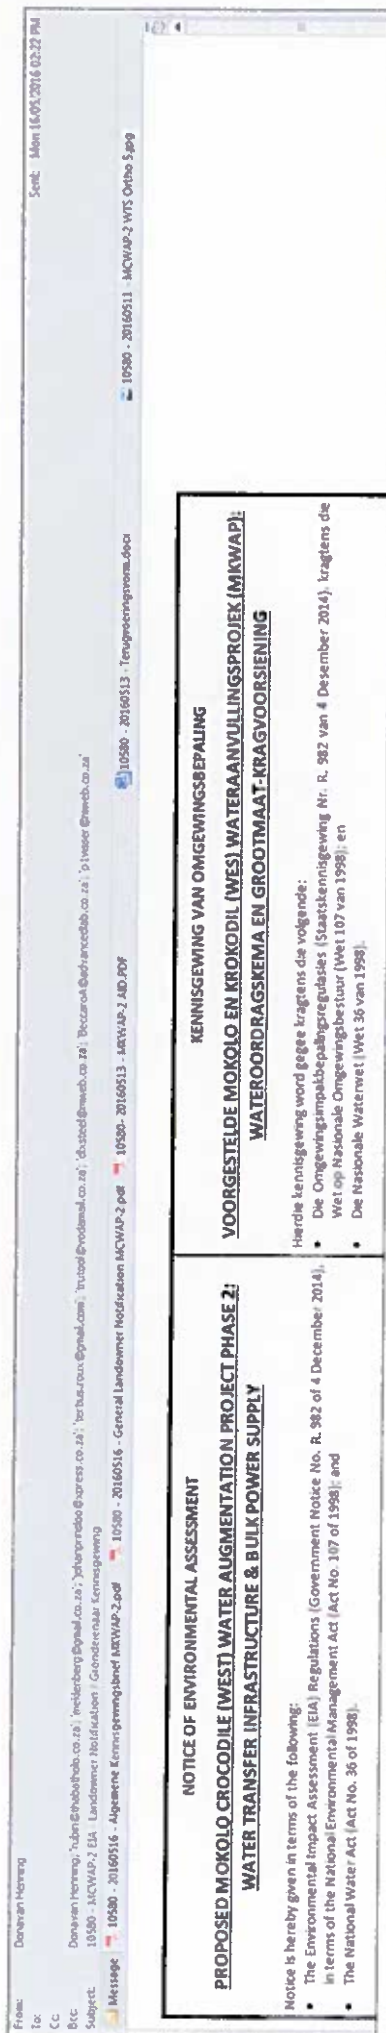 From: Donavan Henning
Sent: Mon 16/05/2016 02:22 PM
To:
Cc:
Bcc: Donavan Henning;
Subject: 10580 - MCWAP-2 EIA - Landowner Notification / Grondeienaar Kennisgewing
Message
10580 - 20160516 - Algemene Kennisgewingsbrief MKWAP-2.pdf
10580 - 20160516 - General Landowner Notification MCWAP-2.pdf
10580- 20160513 - MKWAP-2 AID.PDF
10580 - 20160513 - Terugvoeringsvorm.docx
10580 - 20160511 - MCWAP-2 WTS Ortho S.jpg
NOTICE OF ENVIRONMENTAL ASSESSMENT
PROPOSED MOKOLO CROCODILE (WEST) WATER AUGMENTATION PROJECT PHASE 2:
WATER TRANSFER INFRASTRUCTURE & BULK POWER SUPPLY
Notice is hereby given in terms of the following:
• The Environmental Impact Assessment (EIA) Regulations (Government Notice No. R. 982 of 4 December 2014),
in terms of the National Environmental Management Act (Act No. 107 of 1998); and
• The National Water Act (Act No. 36 of 1998).
KENNISGEWING VAN OMGEWINGSBEPALING
VOORGESTELDE MOKOLO EN KROKODIL (WES) WATERAANVULLINGSPROJEK (MKWAP):
WATEROORDRAGSKEMA EN GROOTMAAT-KRAGVOORSIENING
Hierdie kennisgewing word gegee kragtens die volgende:
• Die Omgewingsimpakbepalingsregulasies (Staatskennisgewing Nr. R. 982 van 4 Desember 2014), kragtens die
Wet op Nasionale Omgewingsbestuur (Wet 107 van 1998); en
• Die Nasionale Waterwet (Wet 36 van 1998).